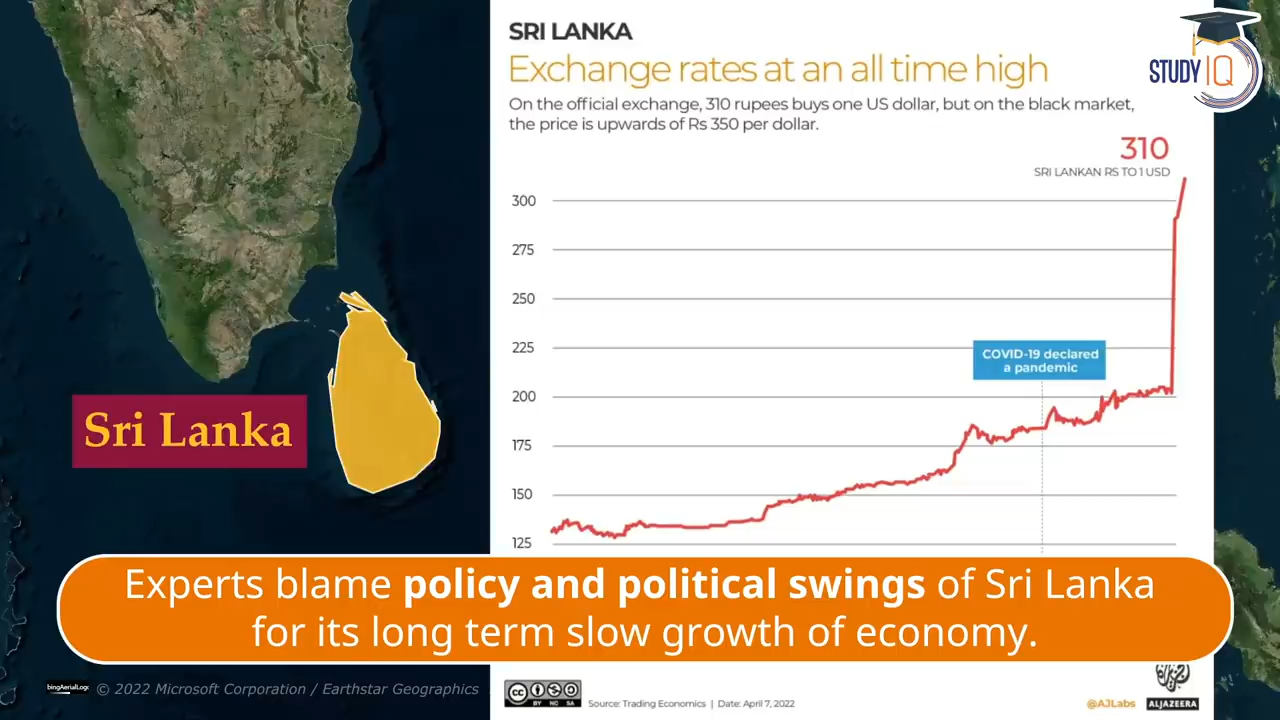 SRI LANKA
Exchange rates at an all time high
On the official exchange, 310 rupees buys one US dollar, but on the black market,
the price is upwards of Rs 350 per dollar.
STUDY IQ
310
SRI LANKAN RS TO 1 USD
300
275
250
225
200
175
150
125
COVID-19 declared
a pandemic
Sri Lanka
Experts blame policy and political swings of Sri Lanka
for its long term slow growth of economy.
© 2022 Microsoft Corporation / Earthstar Geographics
CC
BY NC SA
Source: Trading Economics | Date: April 7, 2022
@AJLabs
ALJAZEERA